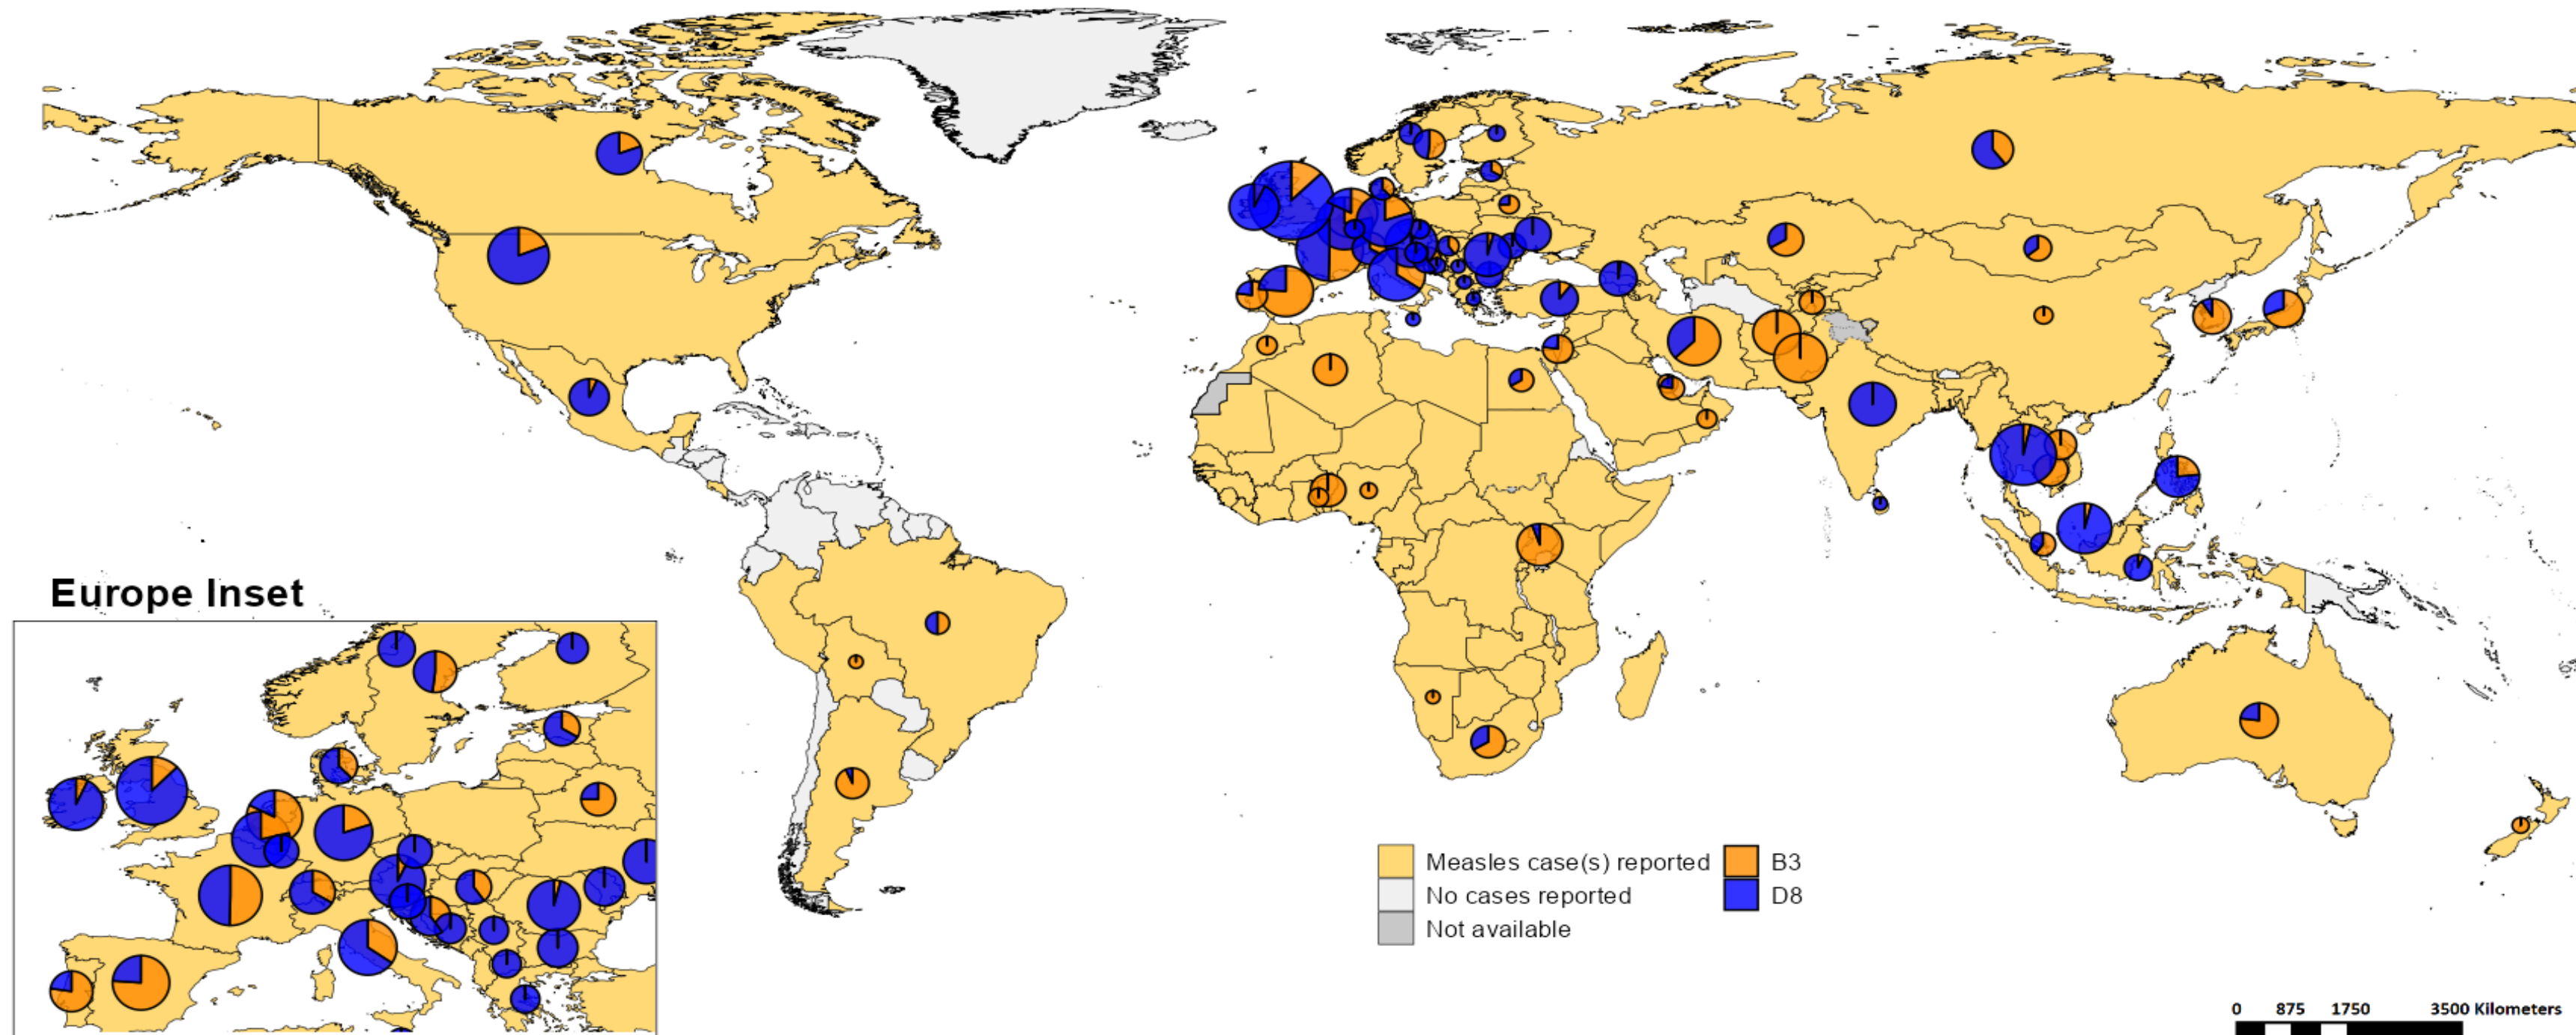 Europe Inset
Measles case(s) reported
No cases reported
Not available
B3
D8
0 875 1750 3500 Kilometers